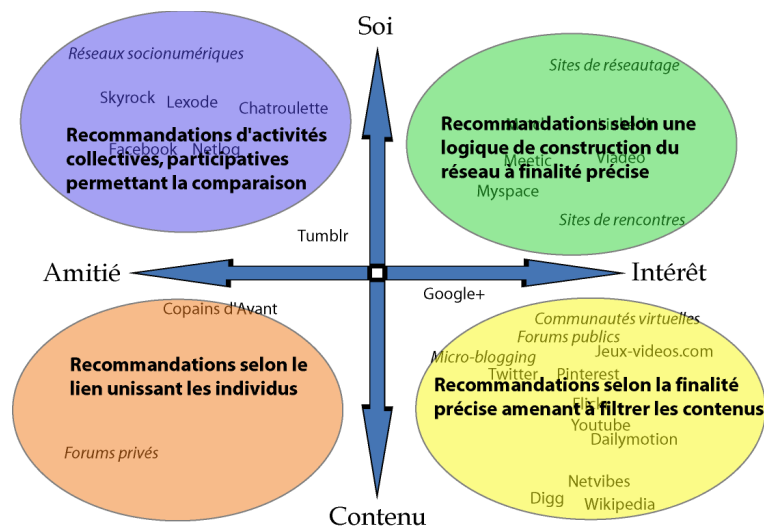 Soi
Réseaux socionumériques
Skyrock
Lexode
Chatroulette
Recommandations d'activités
collectives, participatives
permettant la comparaison
Facebook
Netlog
Sites de réseautage
Recommandations selon une
logique de construction du
réseau à finalité précise
Meetic
Viadeo
Myspace
Sites de rencontres
Tumblr
Amitié
Intérêt
Google+
Copains d'Avant
Recommandations selon le
lien unissant les individus
Forums privés
Communautés virtuelles
Forums publics
Jeux-videos.com
Micro-blogging
Twitter
Pinterest
Recommandations selon la finalité
précise amenant à filtrer les contenus
Flickr
Youtube
Dailymotion
Netvibes
Digg
Wikipedia
Contenu